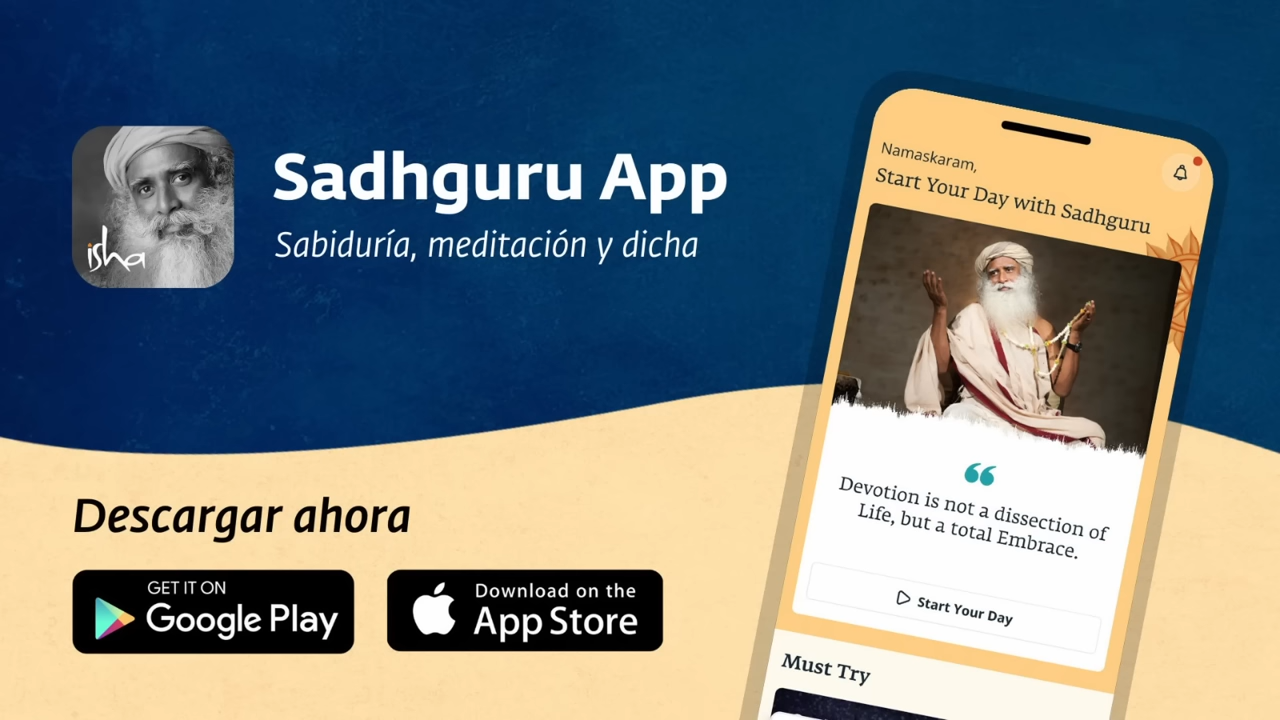 isha
Sadhguru App
Sabiduría, meditación y dicha
Descargar ahora
GET IT ON
Google Play
Download on the
App Store
Namaskaram,
Start Your Day with Sadhguru
“
Devotion is not a dissection of
Life, but a total Embrace.
Start Your Day
Must Try